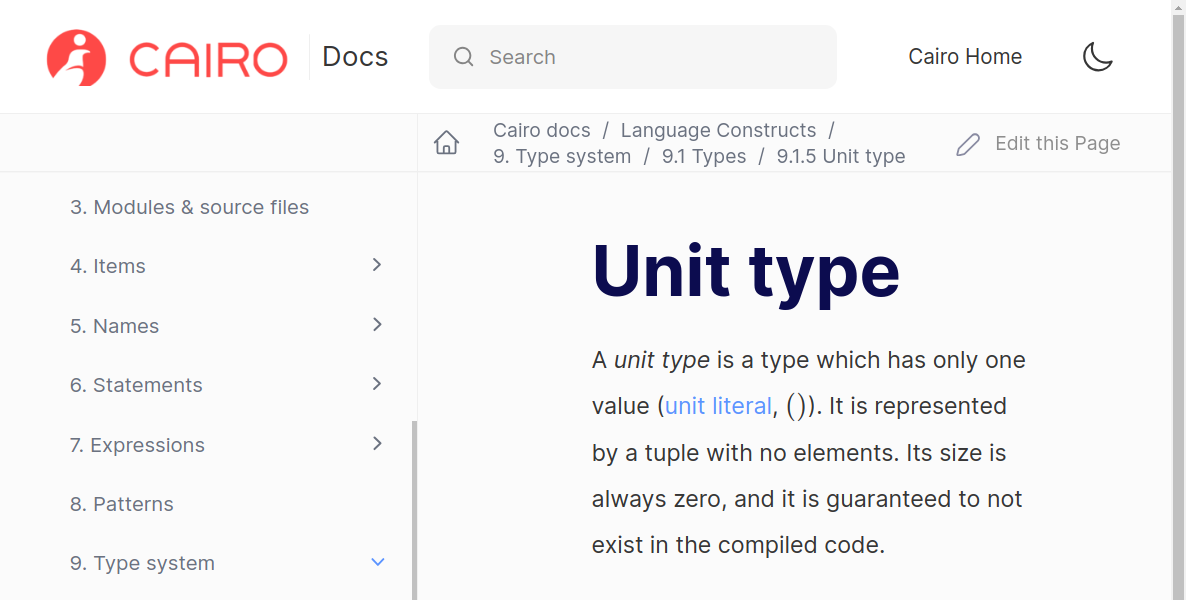 CAIRO Docs
Search
Cairo Home
Cairo docs / Language Constructs /
9. Type system / 9.1 Types / 9.1.5 Unit type
Edit this Page
3. Modules & source files
4. Items
5. Names
6. Statements
7. Expressions
8. Patterns
9. Type system
Unit type
A unit type is a type which has only one
value (unit literal, ()). It is represented
by a tuple with no elements. Its size is
always zero, and it is guaranteed to not
exist in the compiled code.